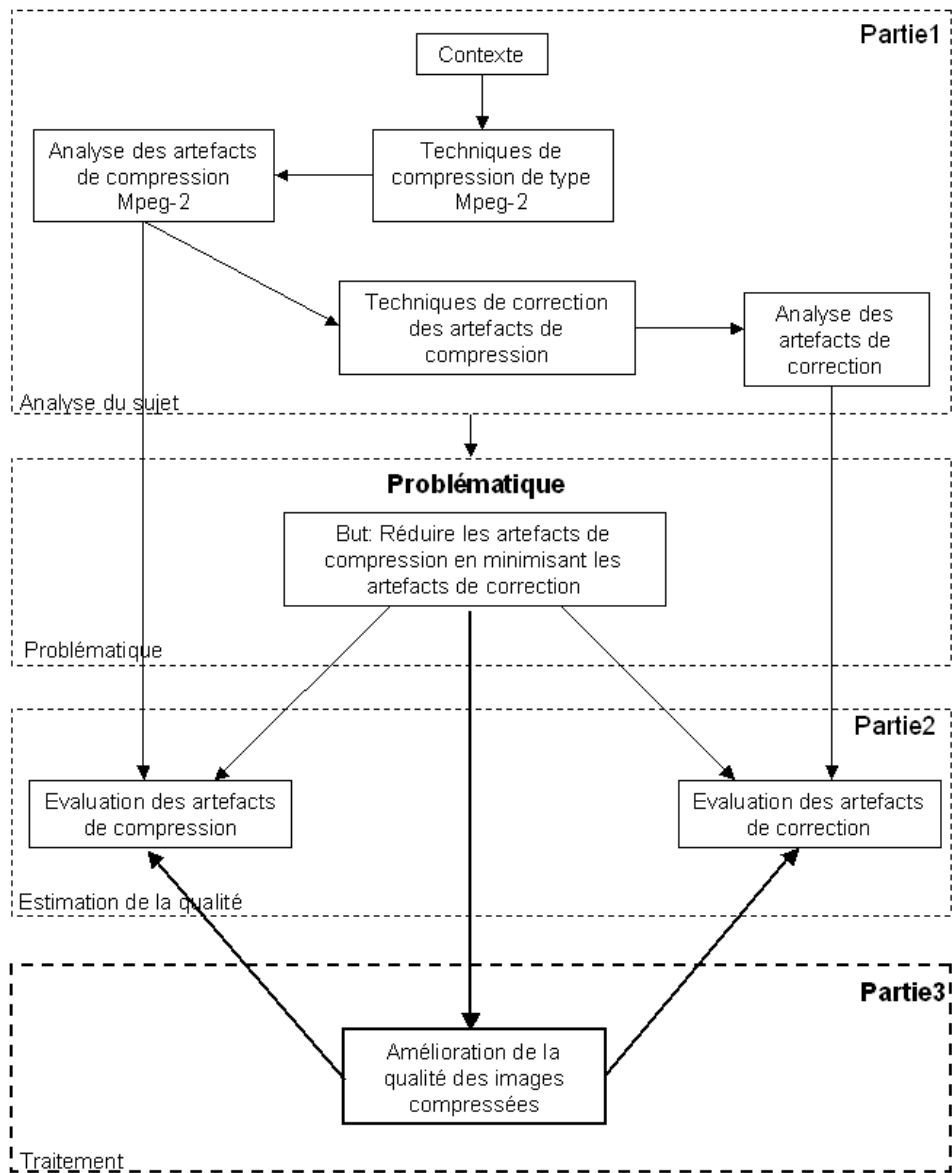 Partie1
Contexte
Analyse des artefacts
de compression
Mpeg-2
Techniques de
compression de type
Mpeg-2
Techniques de correction
des artefacts de
compression
Analyse des
artefacts de
correction
Analyse du sujet
Problématique
But: Réduire les artefacts de
compression en minimisant les
artefacts de correction
Problématique
Partie2
Evaluation des artefacts
de compression
Evaluation des artefacts
de correction
Estimation de la qualité
Partie3
Amélioration de la
qualité des images
compressées
Traitement